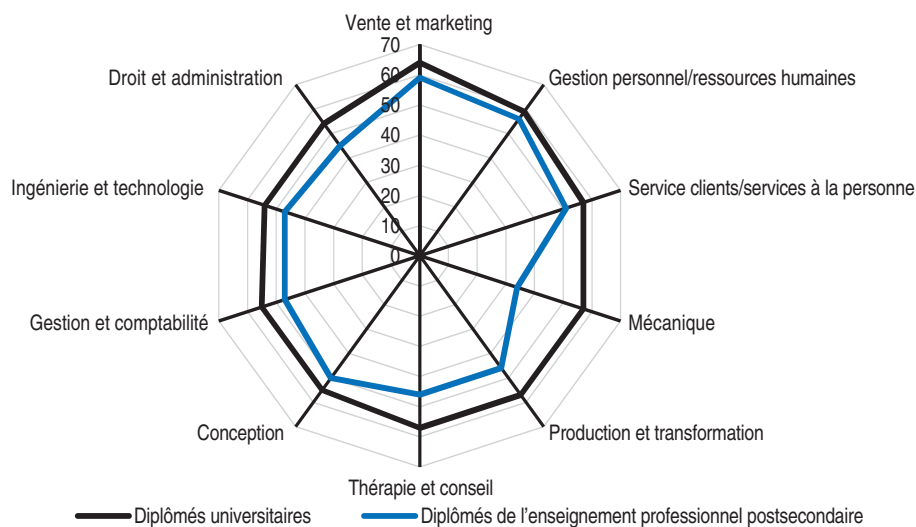 Vente et marketing
70
60
50
40
30
20
10
0
Droit et administration
Gestion personnel/ressources humaines
Ingénierie et technologie
Service clients/services à la personne
Gestion et comptabilité
Mécanique
Conception
Production et transformation
Thérapie et conseil
Diplômés universitaires
Diplômés de l'enseignement professionnel postsecondaire